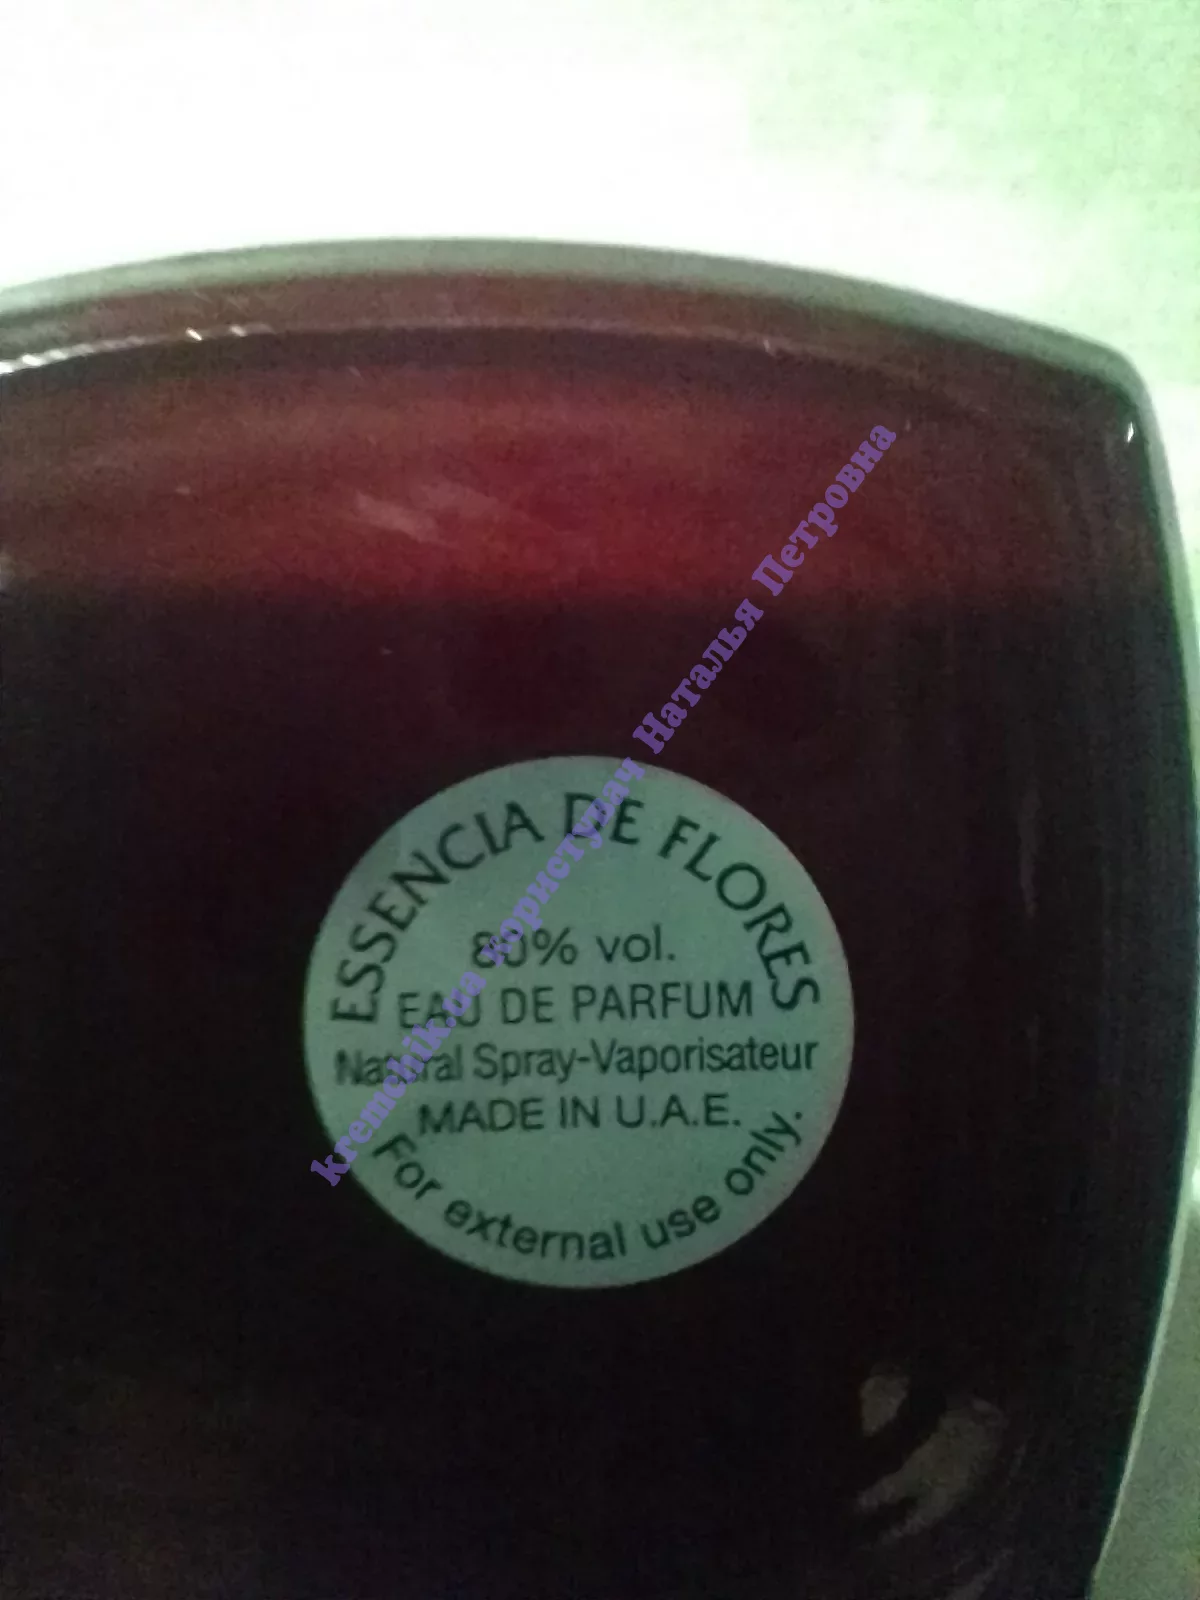 ESSENCIA DE FLORES
80% vol.
EAU DE PARFUM
Natural Spray-Vaporisateur
MADE IN U.A.E.
For external use only.
kremchik.ua користувач Наталья Петровна